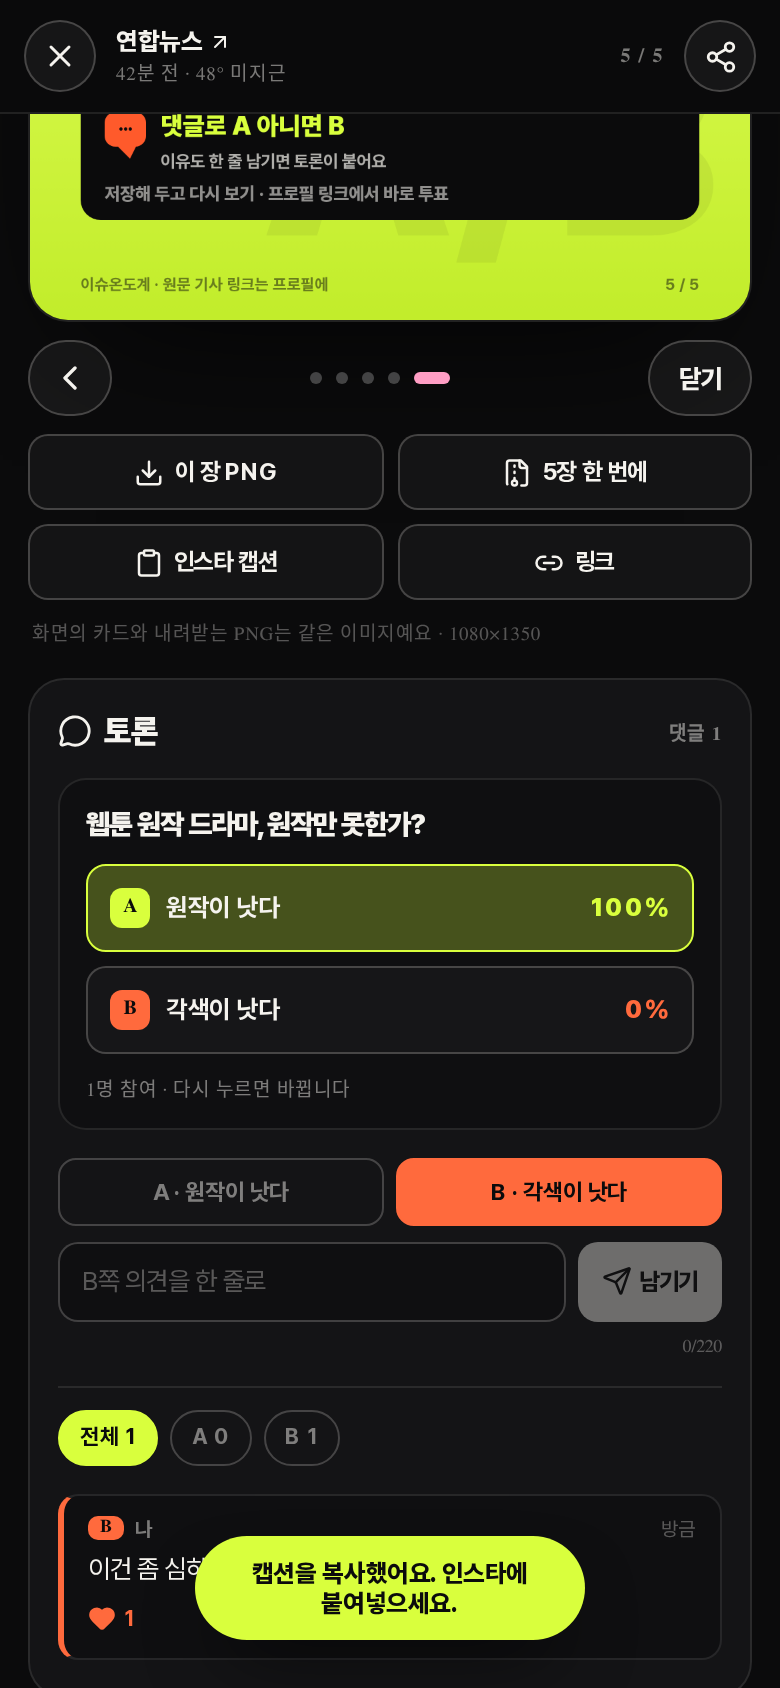 연합뉴스
42분 전 · 48° 미지근
5 / 5
댓글로 A 아니면 B
이유도 한 줄 남기면 토론이 붙어요
저장해 두고 다시 보기 · 프로필 링크에서 바로 투표
이슈온도계 · 원문 기사 링크는 프로필에
5 / 5
닫기
이 장 PNG
5장 한 번에
인스타 캡션
링크
화면의 카드와 내려받는 PNG는 같은 이미지예요 · 1080×1350
토론
댓글 1
웹툰 원작 드라마, 원작만 못한가?
A 원작이 낫다 100%
B 각색이 낫다 0%
1명 참여 · 다시 누르면 바뀝니다
A · 원작이 낫다
B · 각색이 낫다
B쪽 의견을 한 줄로
남기기
0/220
전체 1
A 0
B 1
B 나
방금
이건 좀
1
캡션을 복사했어요. 인스타에
붙여넣으세요.